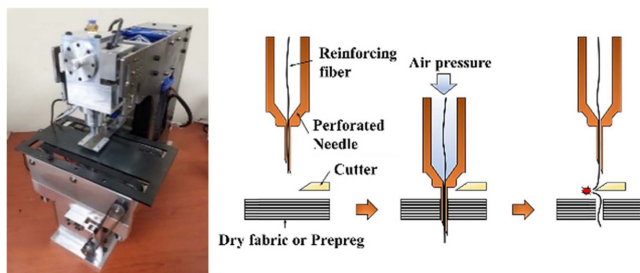 Reinforcing
fiber
Air pressure
Perforated
Needle
Cutter
Dry fabric or Prepreg